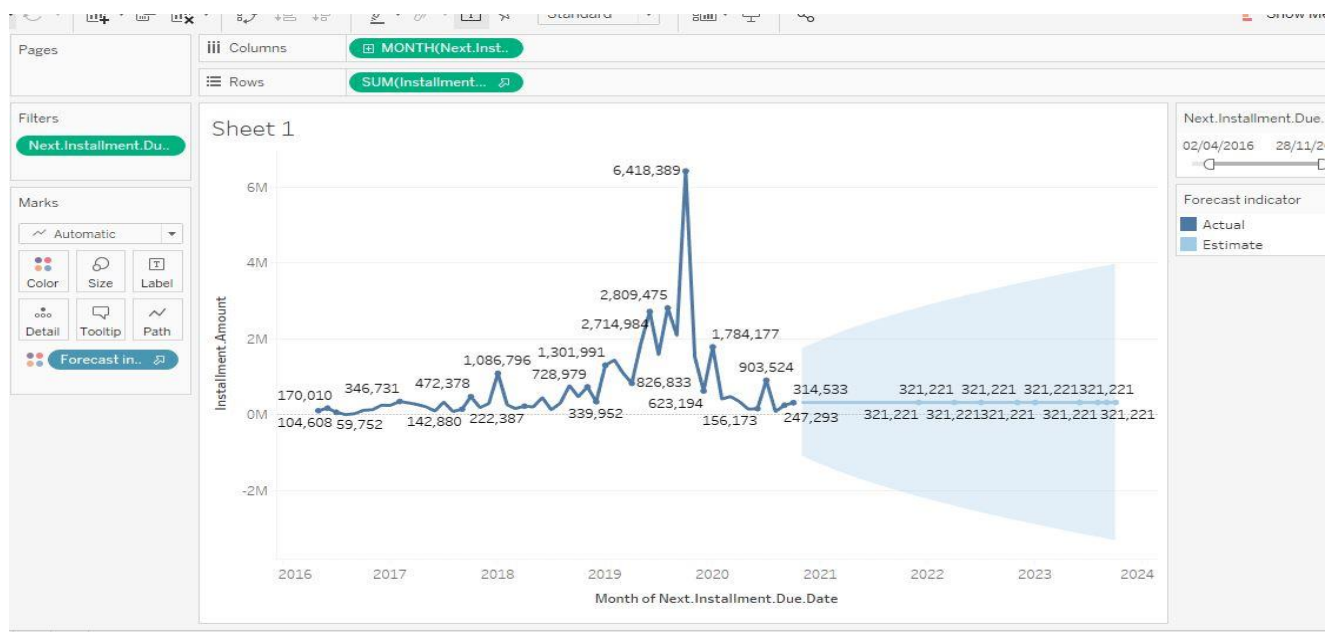 Standard
Show Me
Pages
Columns
MONTH(Next.Inst..
Rows
SUM(Installment...
Filters
Next.Installment.Du..
Marks
Automatic
Color
Size
Label
Detail
Tooltip
Path
Forecast in..
Sheet 1
6M
4M
2M
0M
-2M
Installment.Amount
6,418,389
2,809,475
2,714,984
1,784,177
1,086,796
1,301,991
903,524
170,010
346,731
472,378
728,979
826,833
314,533
321,221
321,221
321,221321,221
104,608
59,752
142,880
222,387
339,952
623,194
156,173
247,293
321,221
321,221321,221
321,221
321,221
2016
2017
2018
2019
2020
2021
2022
2023
2024
Month of Next.Installment.Due.Date
Next.Installment.Due.
02/04/2016
28/11/2
Forecast indicator
Actual
Estimate